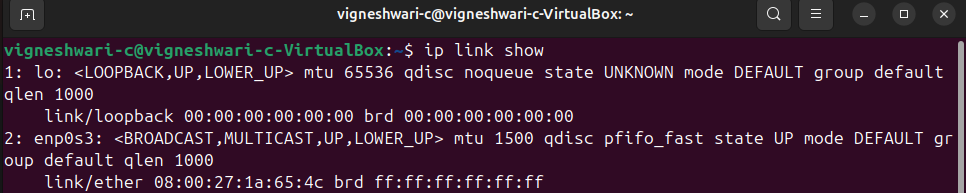 vigneshwari-c@vigneshwari-c-VirtualBox: ~
vigneshwari-c@vigneshwari-c-VirtualBox:~$ ip link show
1: lo: <LOOPBACK,UP,LOWER_UP> mtu 65536 qdisc noqueue state UNKNOWN mode DEFAULT group default
qlen 1000
    link/loopback 00:00:00:00:00:00 brd 00:00:00:00:00:00
2: enp0s3: <BROADCAST,MULTICAST,UP,LOWER_UP> mtu 1500 qdisc pfifo_fast state UP mode DEFAULT gr
oup default qlen 1000
    link/ether 08:00:27:1a:65:4c brd ff:ff:ff:ff:ff:ff